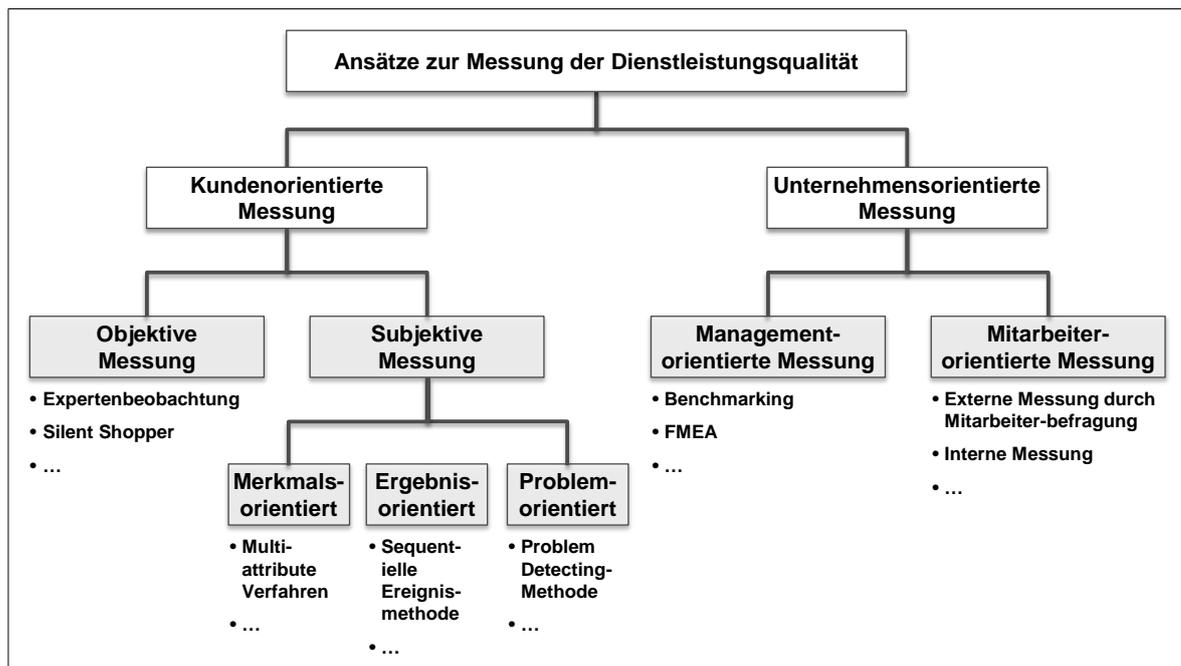 Ansätze zur Messung der Dienstleistungsqualität
Kundenorientierte
Messung
Unternehmensorientierte
Messung
Objektive
Messung
Subjektive
Messung
Management-
orientierte Messung
Mitarbeiter-
orientierte Messung
• Expertenbeobachtung
• Silent Shopper
• …
• Benchmarking
• FMEA
• …
• Externe Messung durch
Mitarbeiter-befragung
• Interne Messung
• …
Merkmals-
orientiert
Ergebnis-
orientiert
Problem-
orientiert
• Multi-
attribute
Verfahren
• …
• Sequent-
ielle
Ereignis-
methode
• …
• Problem
Detecting-
Methode
• …